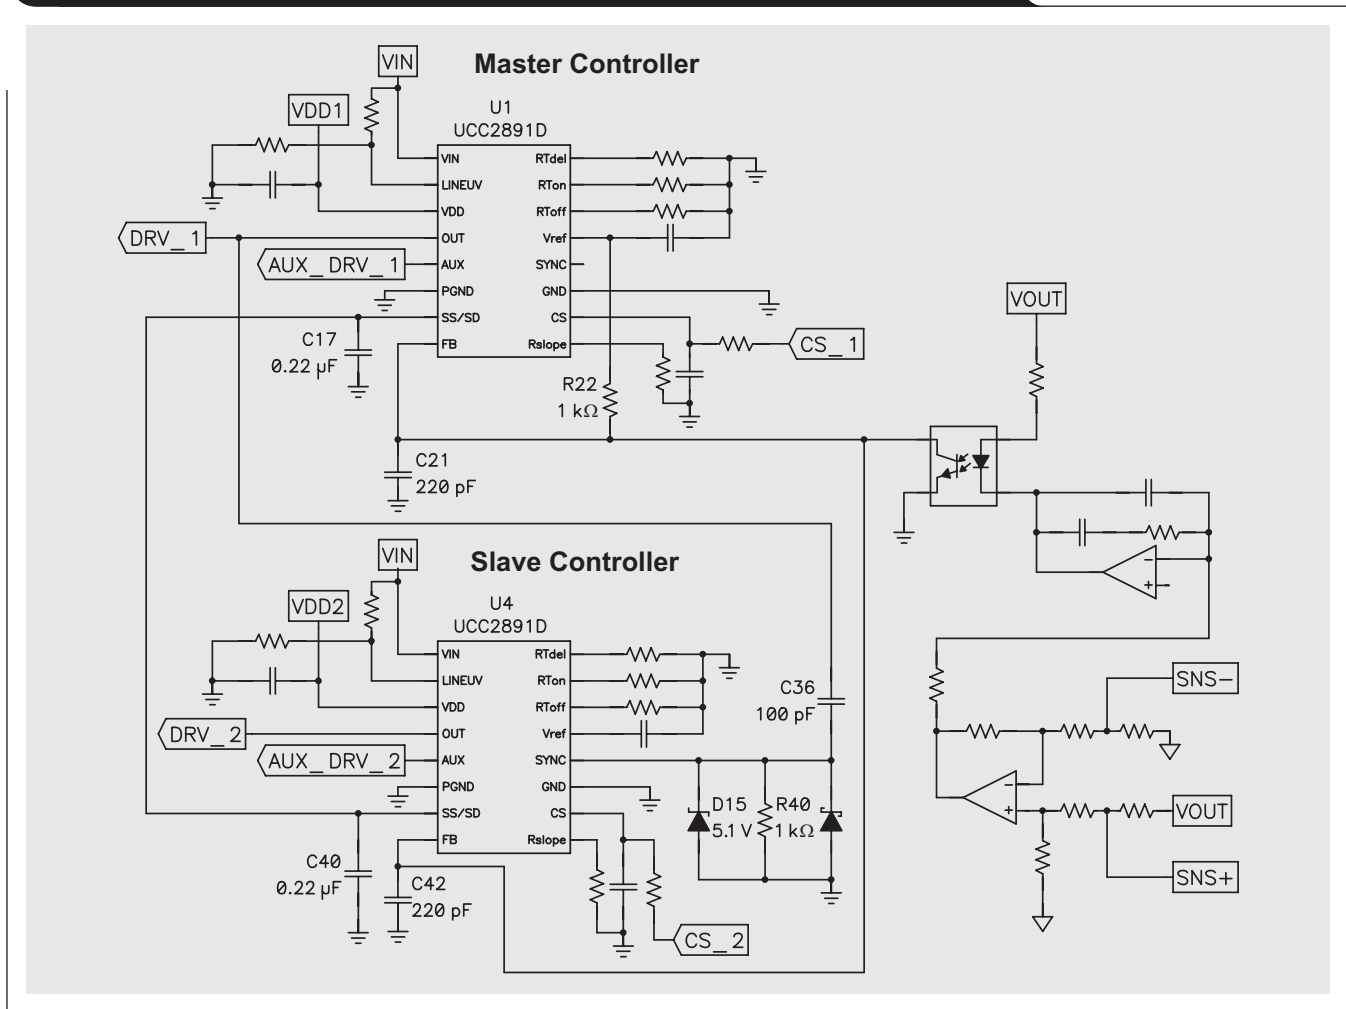 Master Controller
VIN
VDD1
U1
UCC2891D
VIN
LINEUV
VDD
OUT
AUX
PGND
SS/SD
FB
RTdel
RTon
RToff
Vref
SYNC
GND
CS
Rslope
DRV_1
AUX_DRV_1
C17
0.22 µF
R22
1 kΩ
CS_1
VOUT
C21
220 pF
Slave Controller
VIN
VDD2
U4
UCC2891D
VIN
LINEUV
VDD
OUT
AUX
PGND
SS/SD
FB
RTdel
RTon
RToff
Vref
SYNC
GND
CS
Rslope
DRV_2
AUX_DRV_2
C36
100 pF
D15
5.1 V
R40
1 kΩ
C40
0.22 µF
C42
220 pF
CS_2
-
+
SNS-
-
+
VOUT
SNS+